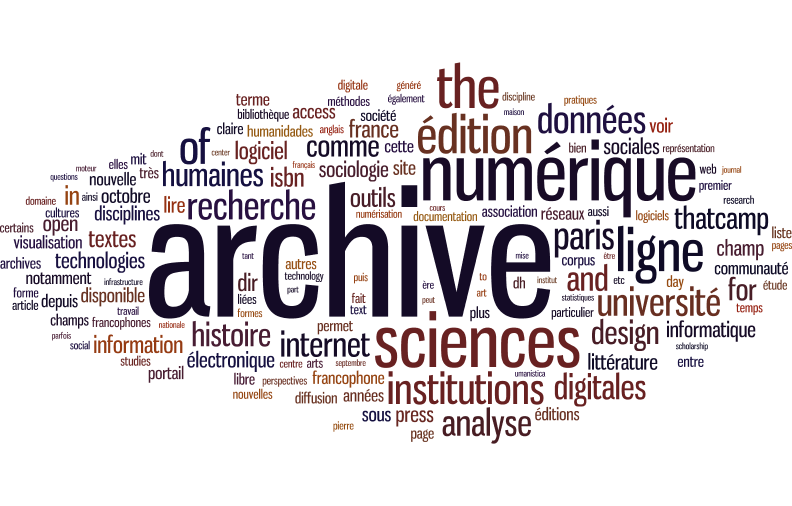 digitale généré the discipline
terme méthodes également pratiques
bibliothèque access société maison
claire humanidades anglais france édition données voir
of center logiciel comme cette bien sociales représentation
elles mit dont français sociologie site numérique web journal
moteur questions nouvelle très humaines isbn premier
domaine in ainsi octobre outils research
cultures disciplines lire recherche cours numérisation documentation association réseaux aussi logiciels thatcamp
certains open archive paris ligne champ liste
visualisation textes pages
archives technologies tant autres mise corpus être communauté
notamment infrastructure dir technology puis ère to dh institut and etc day étude
forme depuis disponible liées part fait peut art statistiques université for
article travail formes text plus particulier temps
champs francophones nationale histoire permet sciences design informatique
parfois social information internet scholarship
studies électronique centre arts septembre umanistica littérature entre
portail libre perspectives francophone institutions digitales
nouvelles diffusion années
sous press analyse éditions
pierre page